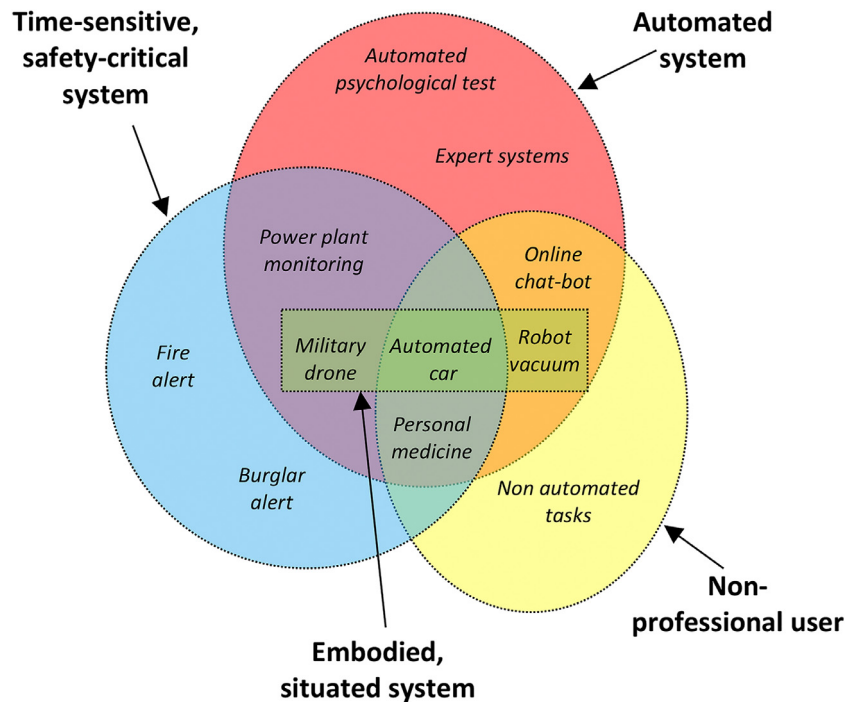 Time-sensitive,
safety-critical
system
Automated
system
Automated
psychological test
Expert systems
Power plant
monitoring
Online
chat-bot
Fire
alert
Military
drone
Automated
car
Robot
vacuum
Personal
medicine
Burglar
alert
Non automated
tasks
Non-
professional user
Embodied,
situated system